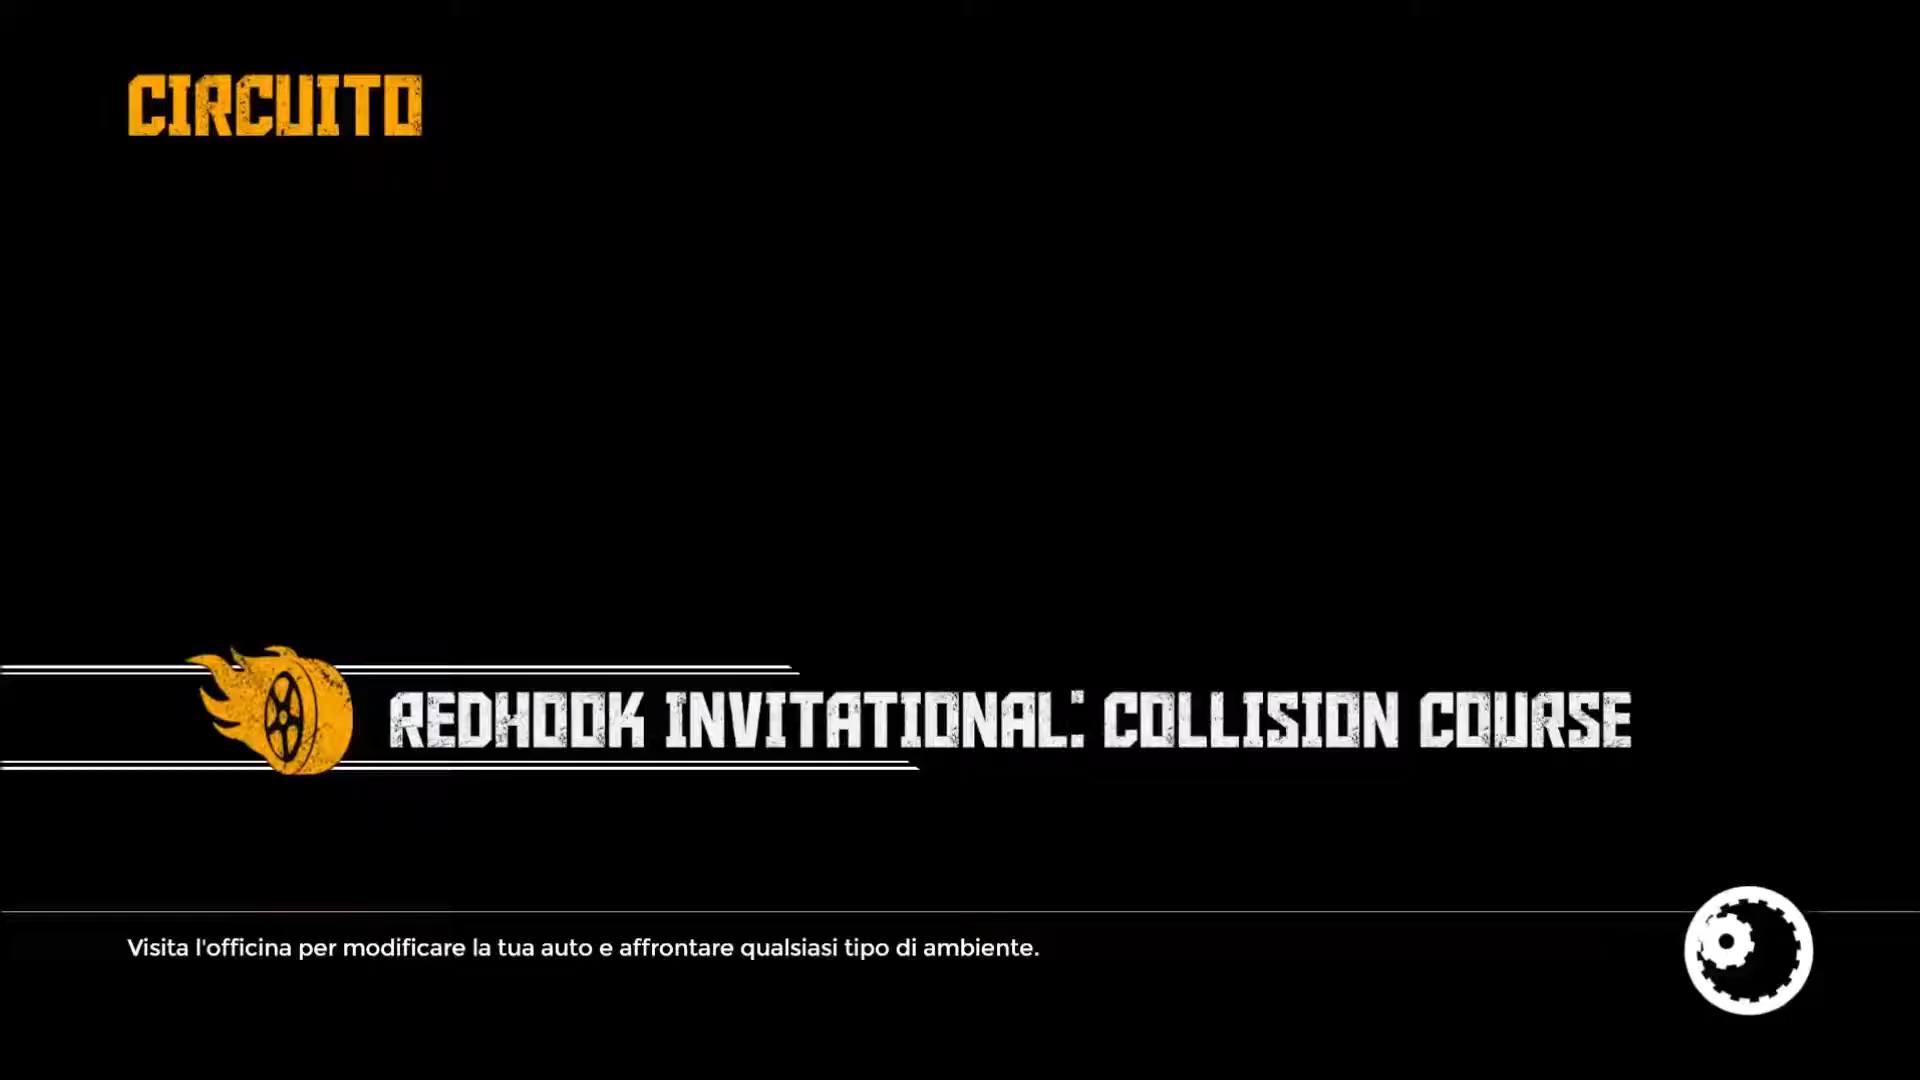 CIRCUITO
REDHOOK INVITATIONAL: COLLISION COURSE
Visita l'officina per modificare la tua auto e affrontare qualsiasi tipo di ambiente.